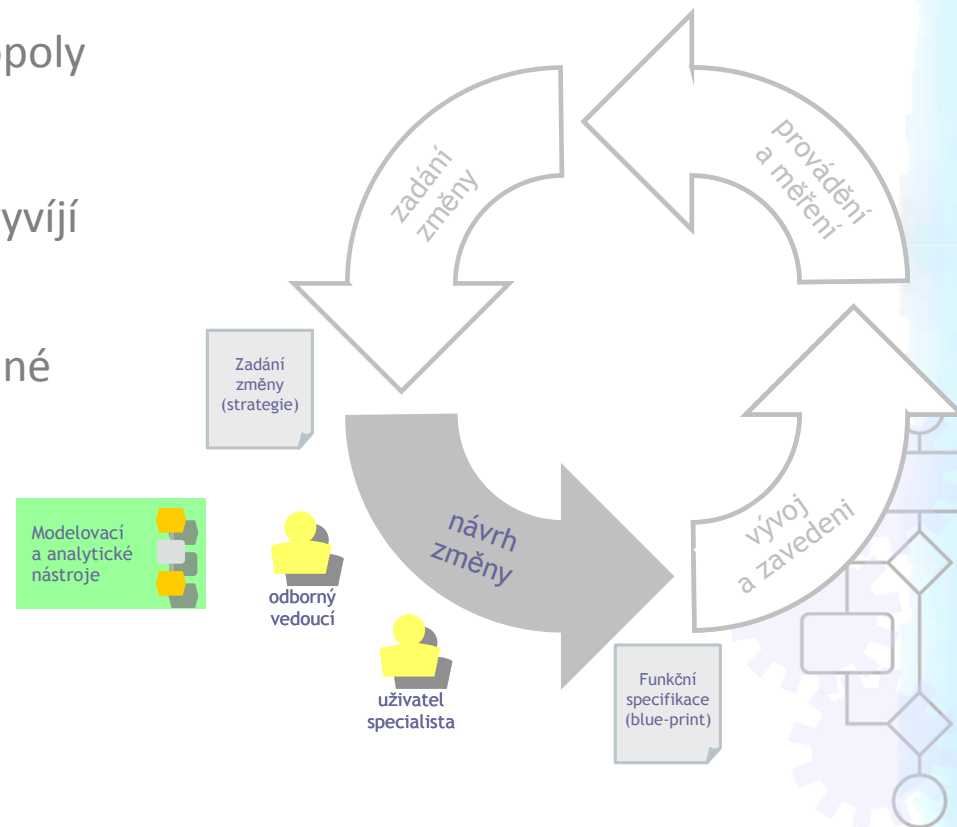 poly
yvíjí
né
zadání
změny
provádění
a měření
Zadání
změny
(strategie)
návrh
změny
vývoj
a zavedeni
Modelovací
a analytické
nástroje
odborný
vedoucí
uživatel
specialista
Funkční
specifikace
(blue-print)